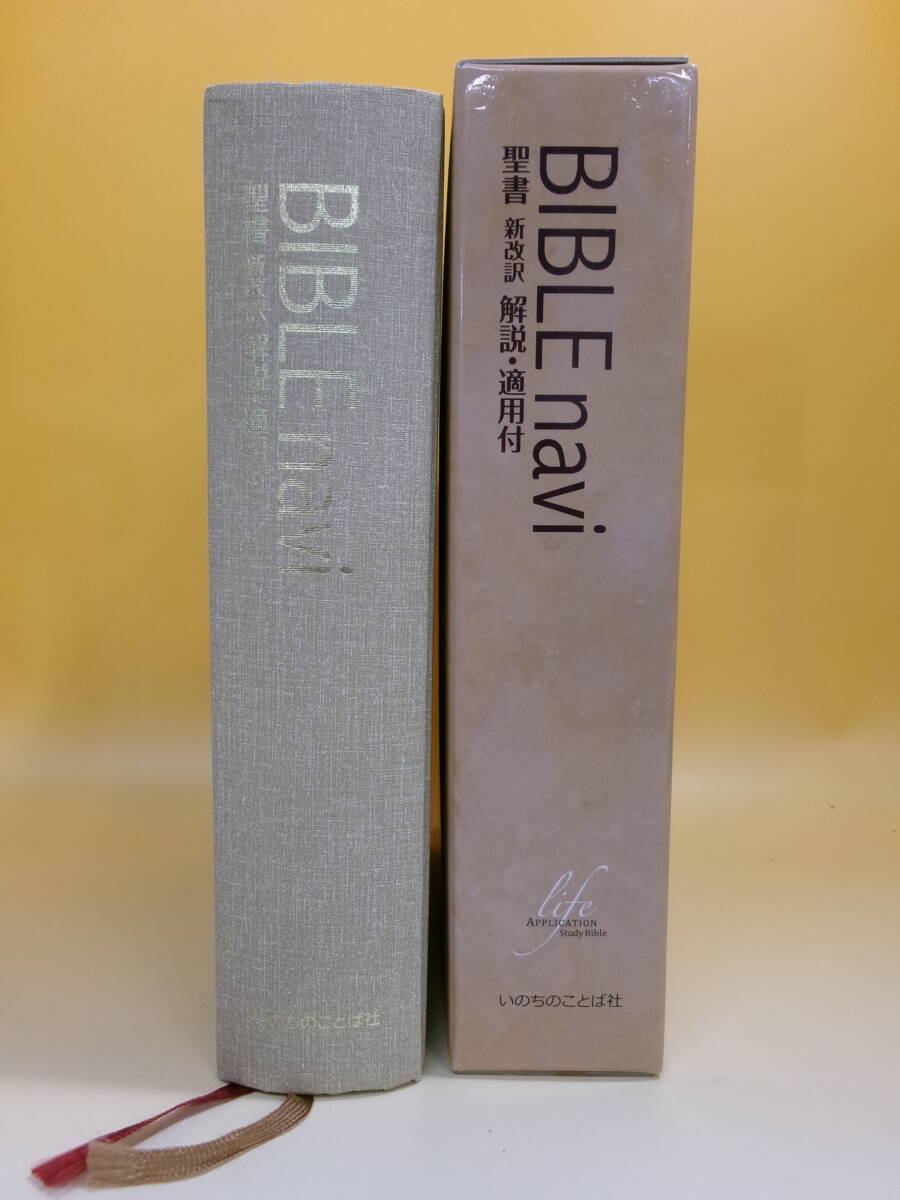 BIBLE navi
聖書 新改訳 解説・適用付
いのちのことば社
BIBLE navi
聖書 新改訳 解説・適用付
life
APPLICATION
Study Bible
いのちのことば社